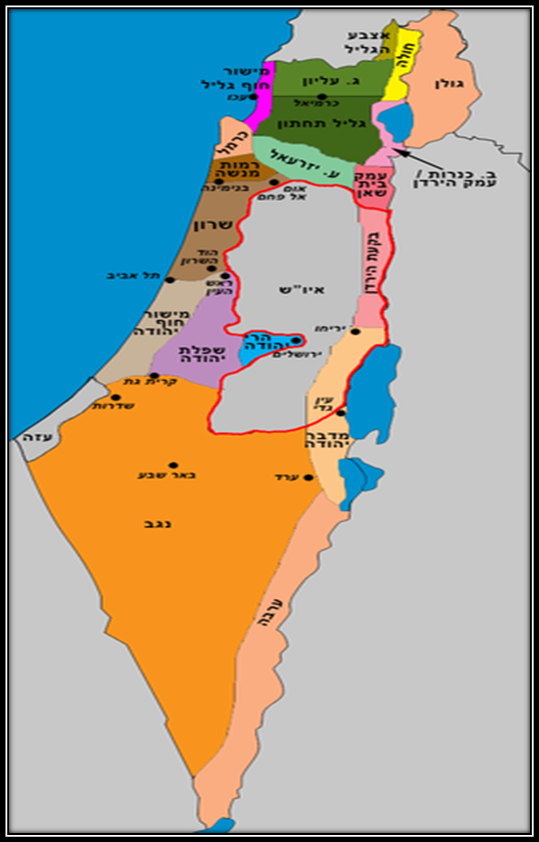 אצבע
הגליל
חולה
גולן
מישור
חוף גליל
ג. עליון
עכו
כרמיאל
גליל תחתון
כרמל
ע. יזרעאל
רמות
מנשה
עמק
בית
שאן
ב. כנרות /
עמק הירדן
בנימינה
אום
אל פחם
שרון
בקעת הירדן
הוד
השרון
תל אביב
ראש
העין
איו"ש
מישור
חוף
יהודה
יריחו
הרי
יהודה
ירושלים
שפלת
יהודה
קרית גת
שדרות
עין
גדי
עזה
מדבר
יהודה
באר שבע
ערד
נגב
ערבה